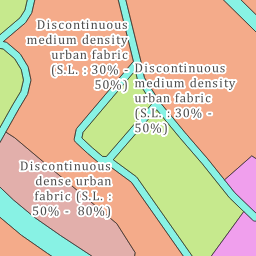 Discontinuous
medium density
urban fabric
(S.L. : 30% -
50%)
Discontinuous
medium density
urban fabric
(S.L. : 30% -
50%)
Discontinuous
dense urban
fabric (S.L. :
50% -  80%)